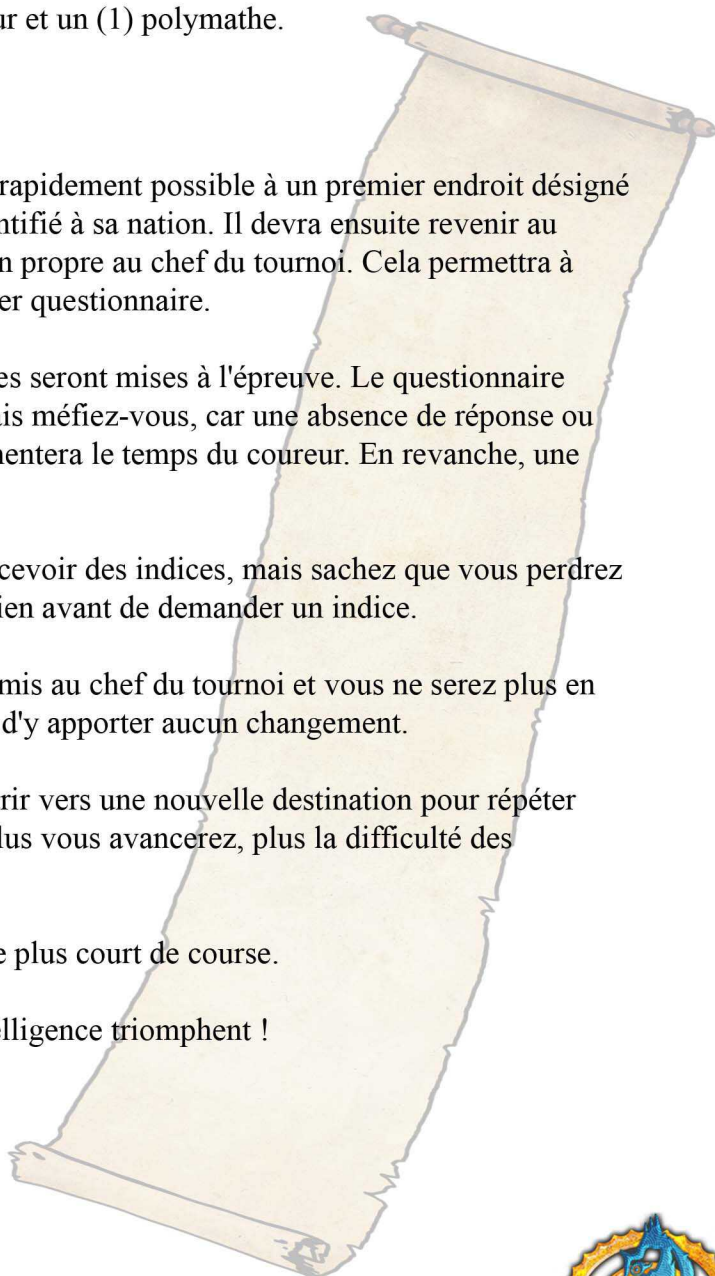 ur et un (1) polymathe.
rapidement possible à un premier endroit désigné
ntifié à sa nation. Il devra ensuite revenir au
n propre au chef du tournoi. Cela permettra à
er questionnaire.
es seront mises à l'épreuve. Le questionnaire
is méfiez-vous, car une absence de réponse ou
mentera le temps du coureur. En revanche, une
cevoir des indices, mais sachez que vous perdrez
ien avant de demander un indice.
mis au chef du tournoi et vous ne serez plus en
d'y apporter aucun changement.
rir vers une nouvelle destination pour répéter
lus vous avancerez, plus la difficulté des
e plus court de course.
elligence triomphent !